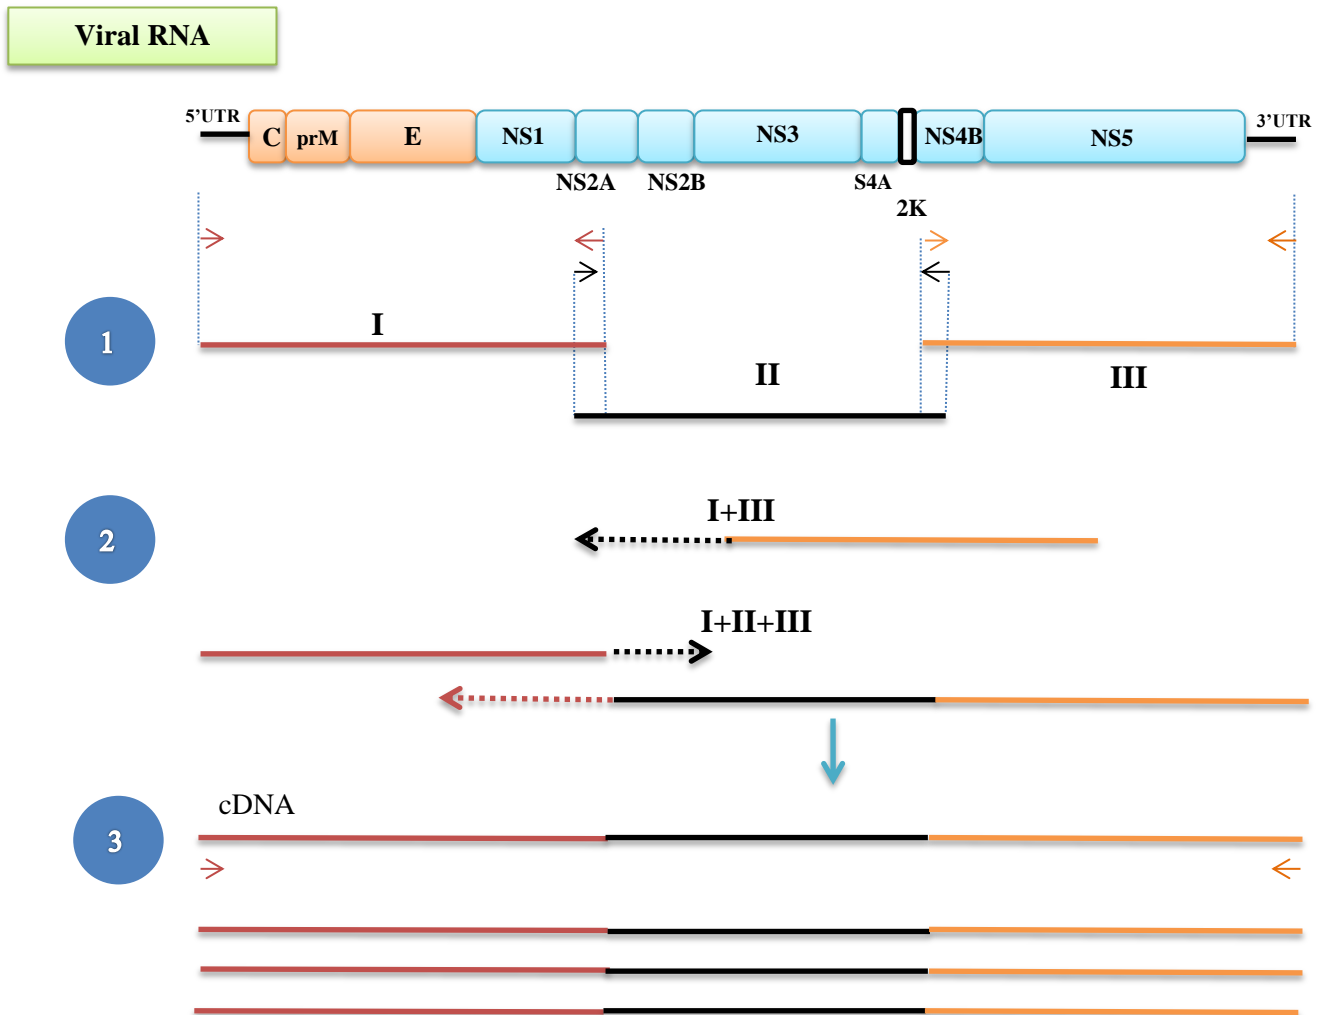 Viral RNA
5’UTR
3’UTR
C
prM
E
NS1
NS3
NS4B
NS5
NS2A
NS2B
S4A
2K
1
I
II
III
2
I+III
I+II+III
cDNA
3